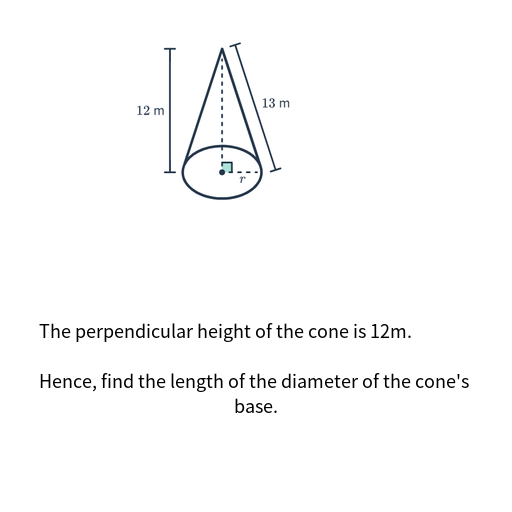 12 m
13 m
r
The perpendicular height of the cone is 12m.
Hence, find the length of the diameter of the cone's
base.